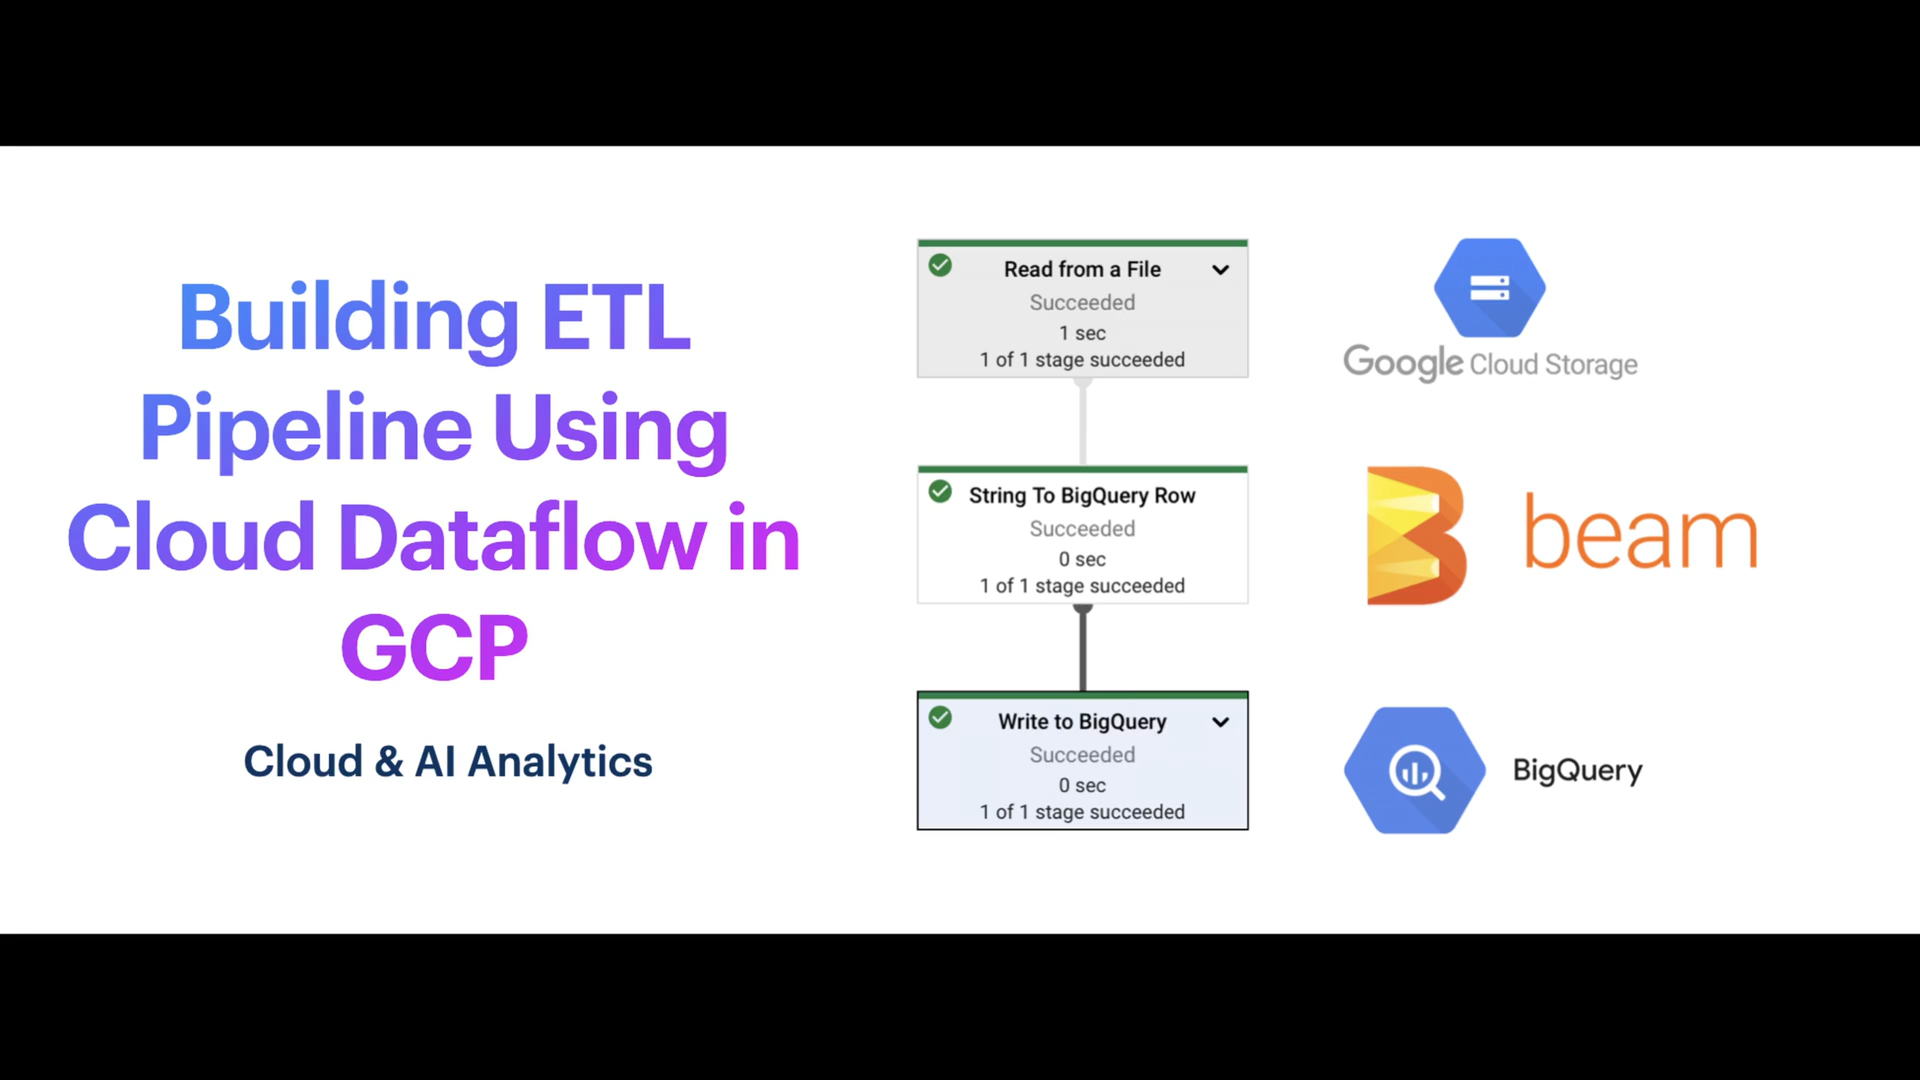 Building ETL
Pipeline Using
Cloud Dataflow in
GCP
Cloud & AI Analytics
Read from a File
Succeeded
1 sec
1 of 1 stage succeeded
String To BigQuery Row
Succeeded
0 sec
1 of 1 stage succeeded
Write to BigQuery
Succeeded
0 sec
1 of 1 stage succeeded
Google Cloud Storage
beam
BigQuery